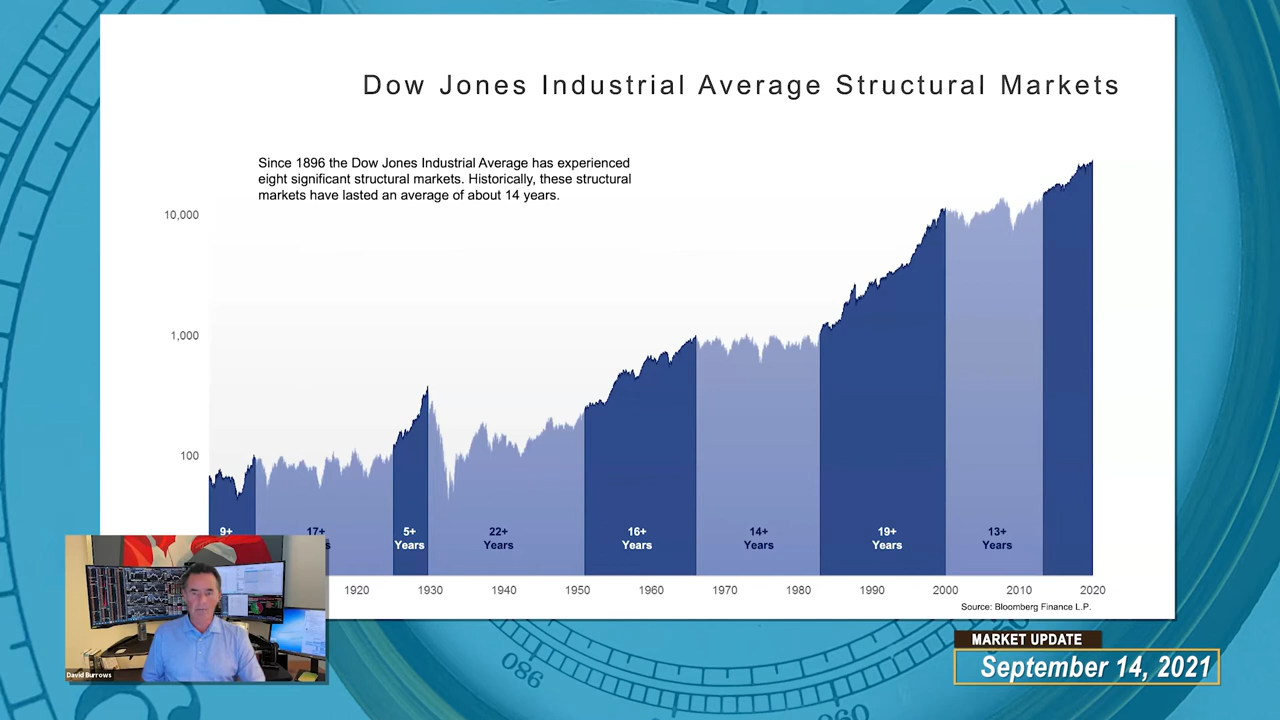 Dow Jones Industrial Average Structural Markets
Since 1896 the Dow Jones Industrial Average has experienced
eight significant structural markets. Historically, these structural
markets have lasted an average of about 14 years.
10,000
1,000
100
9+
17+
5+
Years
22+
Years
16+
Years
14+
Years
19+
Years
13+
Years
1920
1930
1940
1950
1960
1970
1980
1990
2000
2010
2020
Source: Bloomberg Finance L.P.
David Burrows
MARKET UPDATE
September 14, 2021
086
060